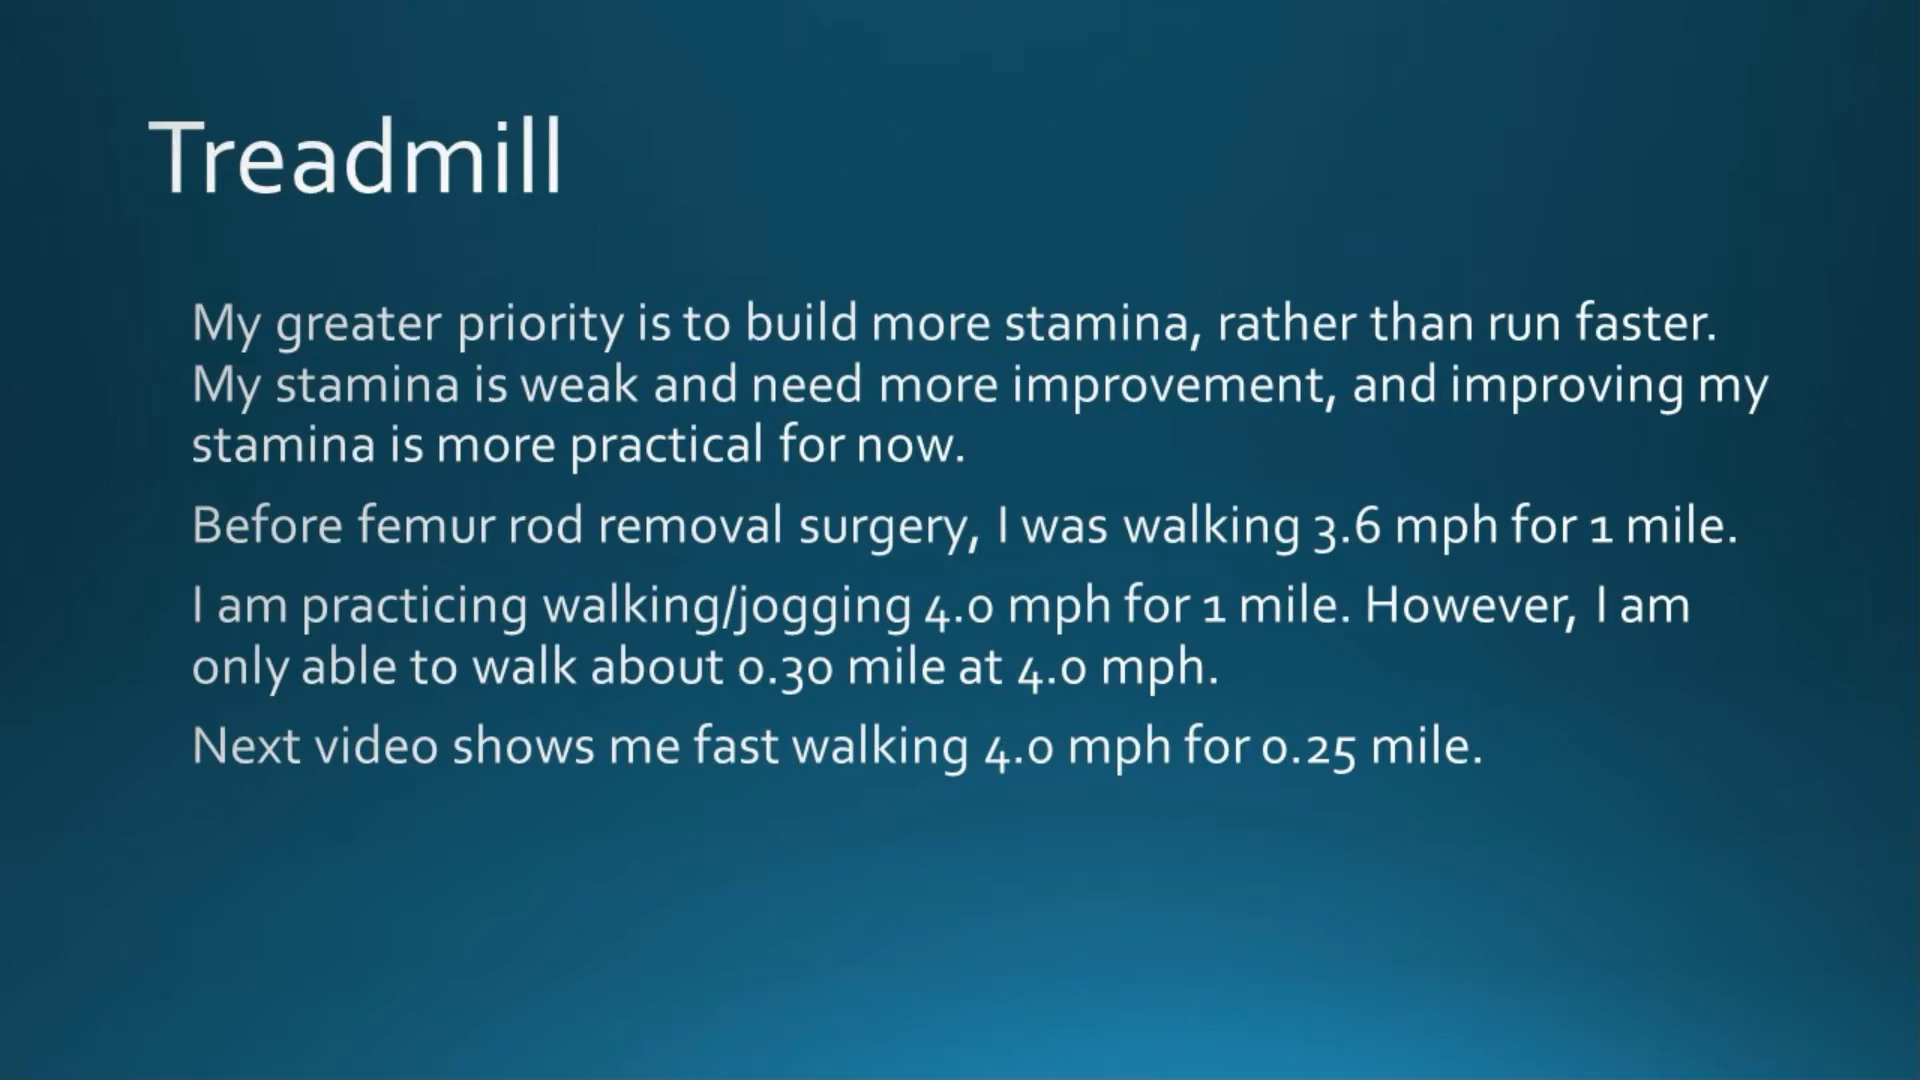 Treadmill
My greater priority is to build more stamina, rather than run faster.
My stamina is weak and need more improvement, and improving my
stamina is more practical for now.
Before femur rod removal surgery, I was walking 3.6 mph for 1 mile.
I am practicing walking/jogging 4.0 mph for 1 mile. However, I am
only able to walk about 0.30 mile at 4.0 mph.
Next video shows me fast walking 4.0 mph for 0.25 mile.